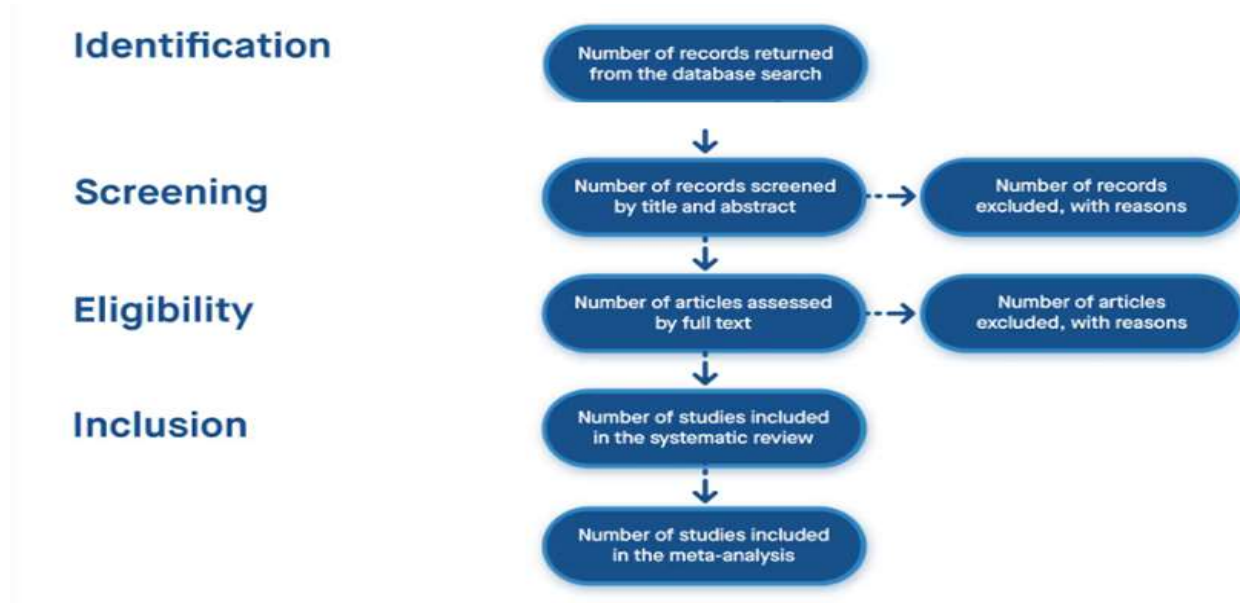 Identification
Number of records returned
from the database search
Screening
Number of records screened
by title and abstract
Number of records
excluded, with reasons
Eligibility
Number of articles assessed
by full text
Number of articles
excluded, with reasons
Inclusion
Number of studies included
in the systematic review
Number of studies included
in the meta-analysis